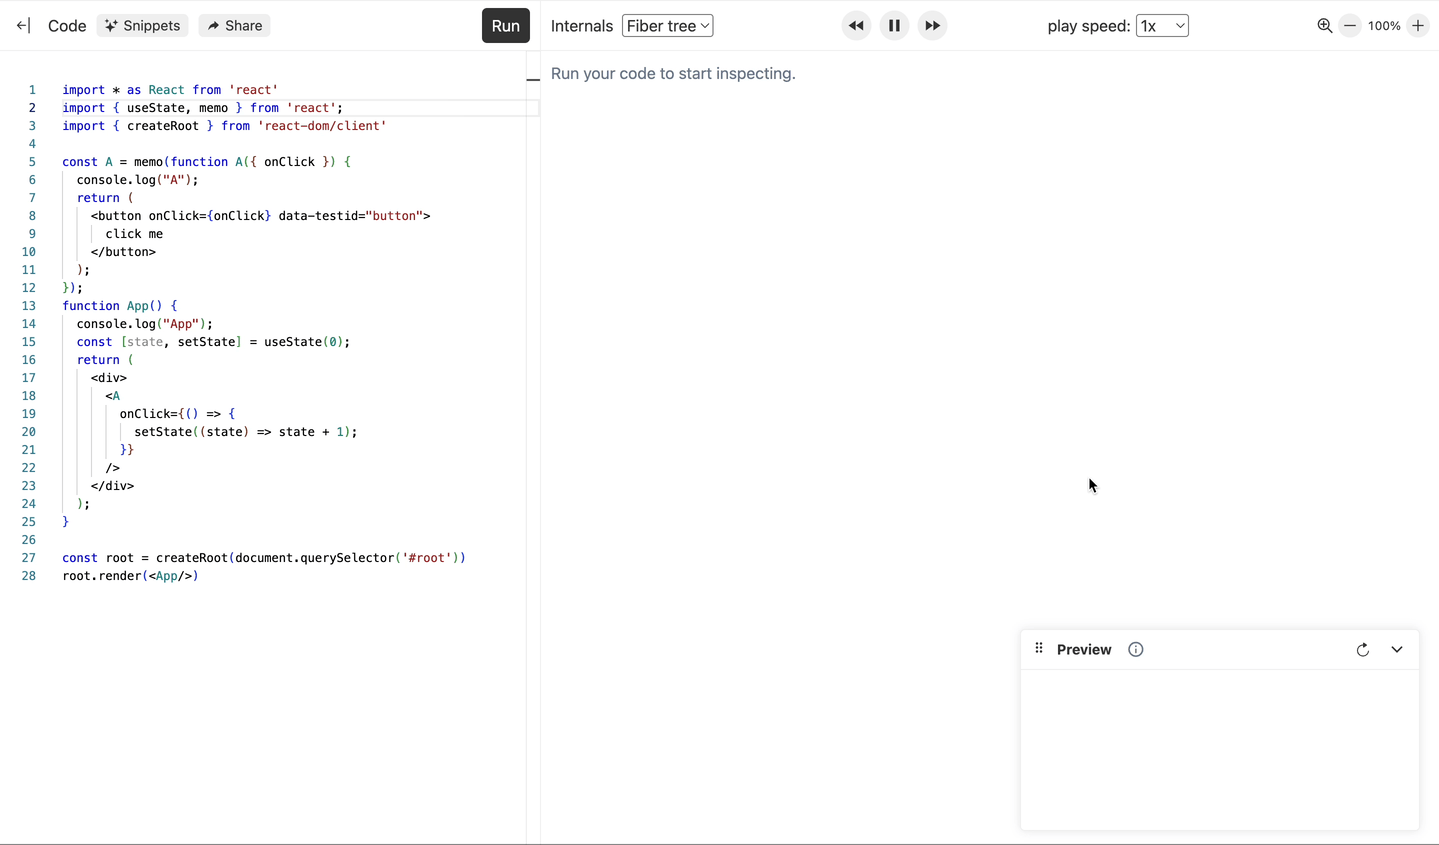 Code Snippets Share Run
Internals Fiber tree play speed: 1x 100%
1 import * as React from 'react'
2 import { useState, memo } from 'react';
3 import { createRoot } from 'react-dom/client'
4
5 const A = memo(function A({ onClick }) {
6 console.log("A");
7 return (
8 <button onClick={onClick} data-testid="button">
9 click me
10 </button>
11 );
12 });
13 function App() {
14 console.log("App");
15 const [state, setState] = useState(0);
16 return (
17 <div>
18 <A
19 onClick={() => {
20 setState((state) => state + 1);
21 }}
22 />
23 </div>
24 );
25 }
26
27 const root = createRoot(document.querySelector('#root'))
28 root.render(<App/>)
Run your code to start inspecting.
Preview